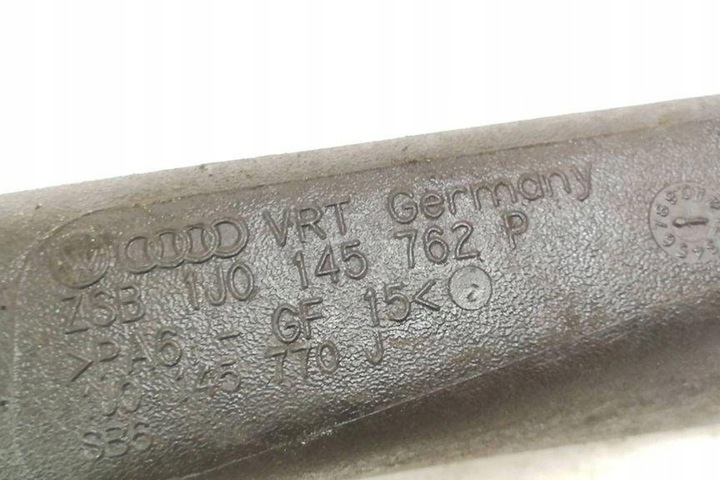 VRT Germany
ZSB 1J0 145 762 P
>PA6 - GF 15<
1J0 145 770 J
SB6